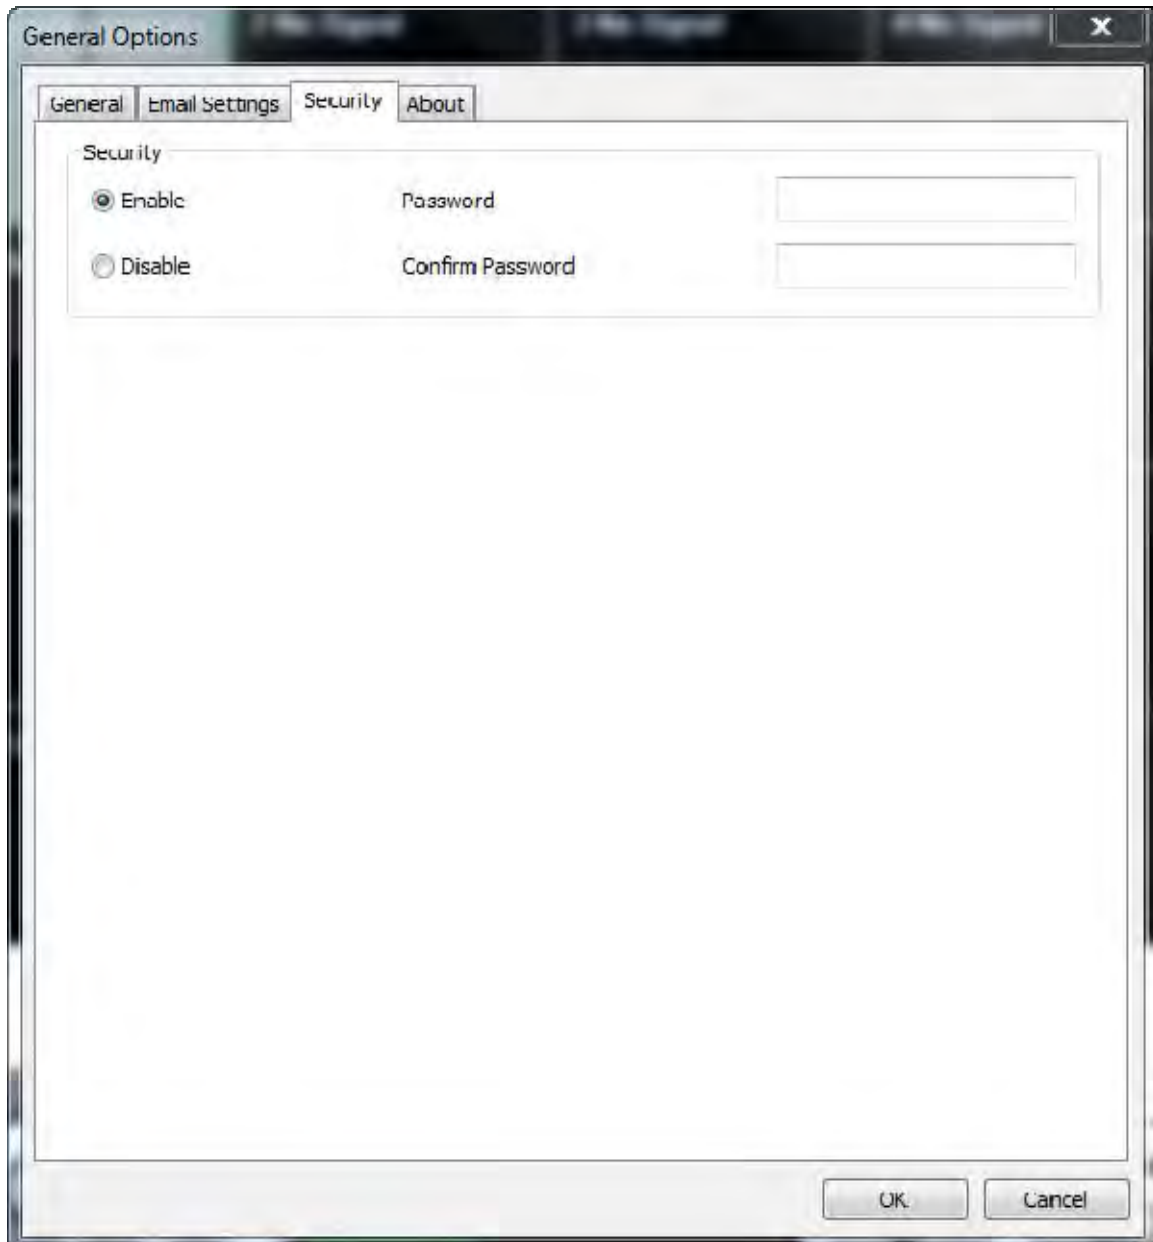 General Options
General Email Settings Security About
Security
Enable Password
Disable Confirm Password
OK Cancel